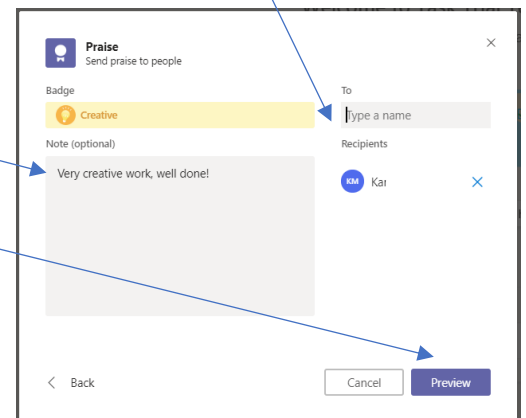 Praise
Send praise to people
Badge
Creative
Note (optional)
Very creative work, well done!
To
Type a name
Recipients
KM Kar
Back
Cancel
Preview